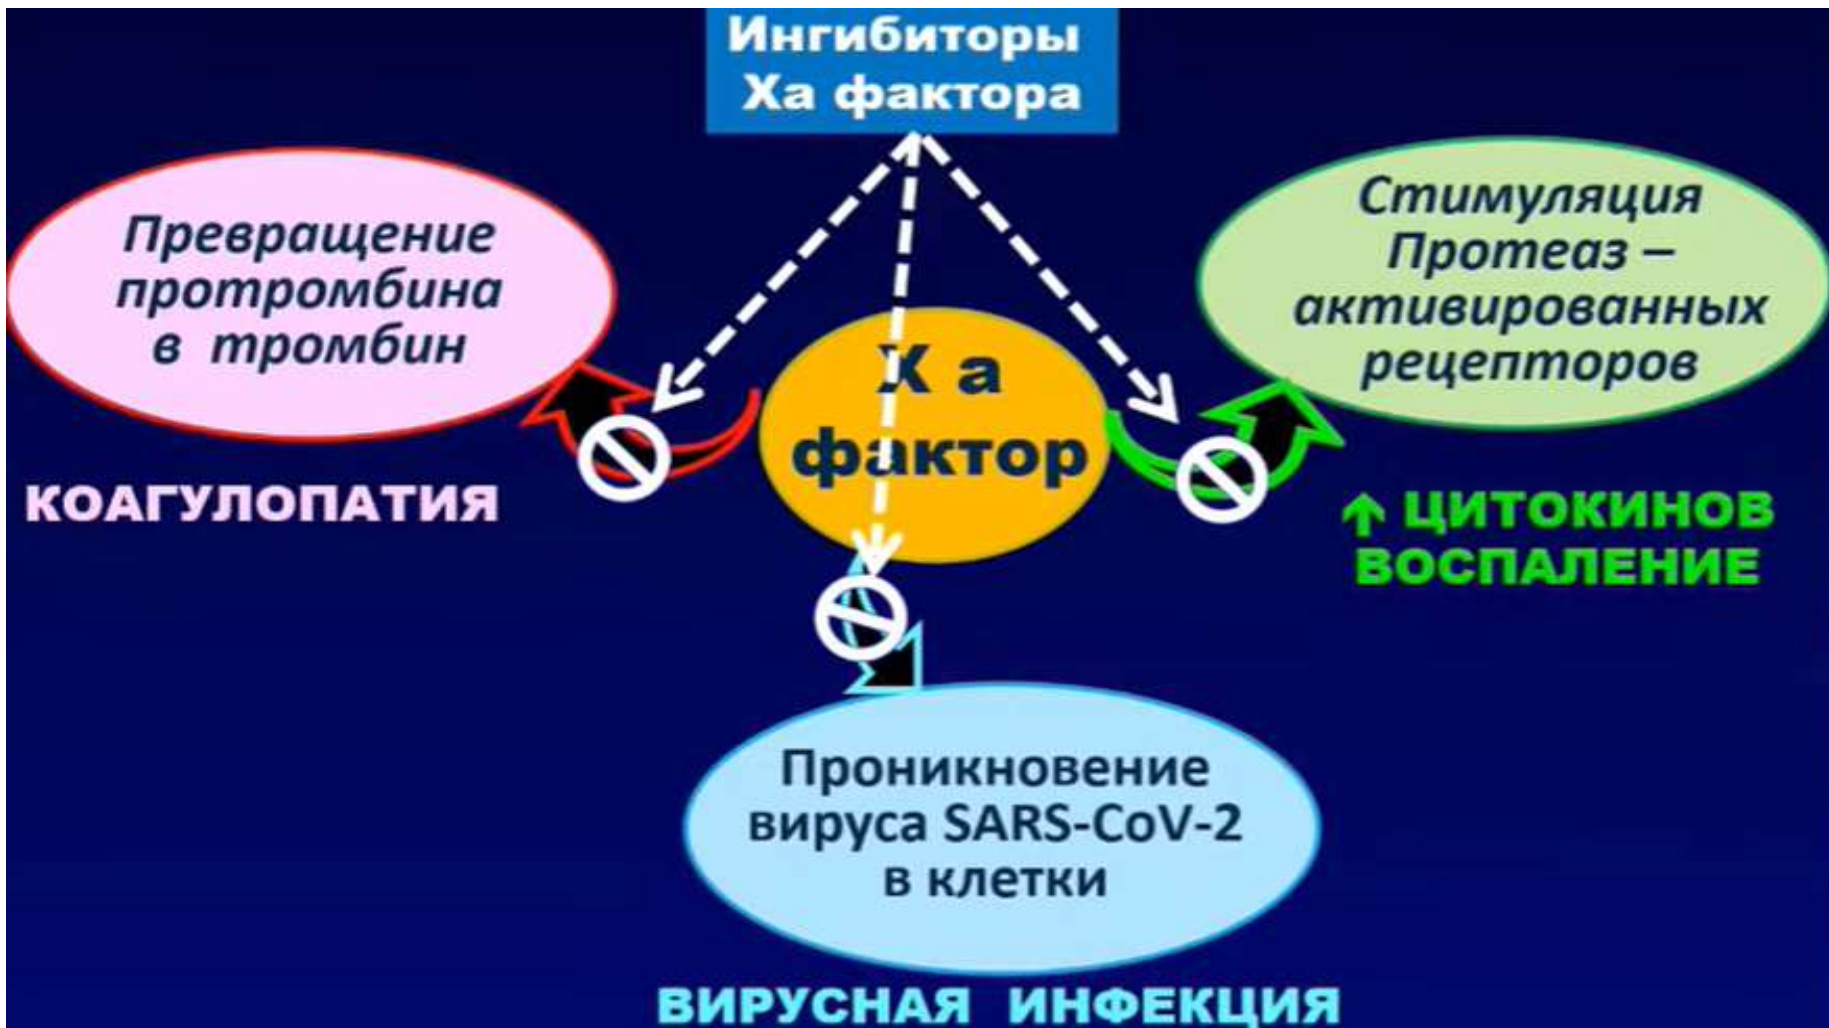 Ингибиторы
Ха фактора
Превращение
протромбина
в тромбин
КОАГУЛОПАТИЯ
Х а
фактор
Стимуляция
Протеаз –
активированных
рецепторов
↑ ЦИТОКИНОВ
ВОСПАЛЕНИЕ
Проникновение
вируса SARS-CoV-2
в клетки
ВИРУСНАЯ ИНФЕКЦИЯ